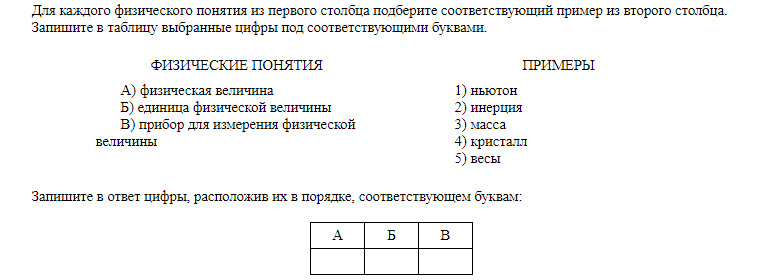 Для каждого физического понятия из первого столбца подберите соответствующий пример из второго столбца.
Запишите в таблицу выбранные цифры под соответствующими буквами.
ФИЗИЧЕСКИЕ ПОНЯТИЯ
А) физическая величина
Б) единица физической величины
В) прибор для измерения физической
величины
ПРИМЕРЫ
1) ньютон
2) инерция
3) масса
4) кристалл
5) весы
Запишите в ответ цифры, расположив их в порядке, соответствующем буквам:
А Б В